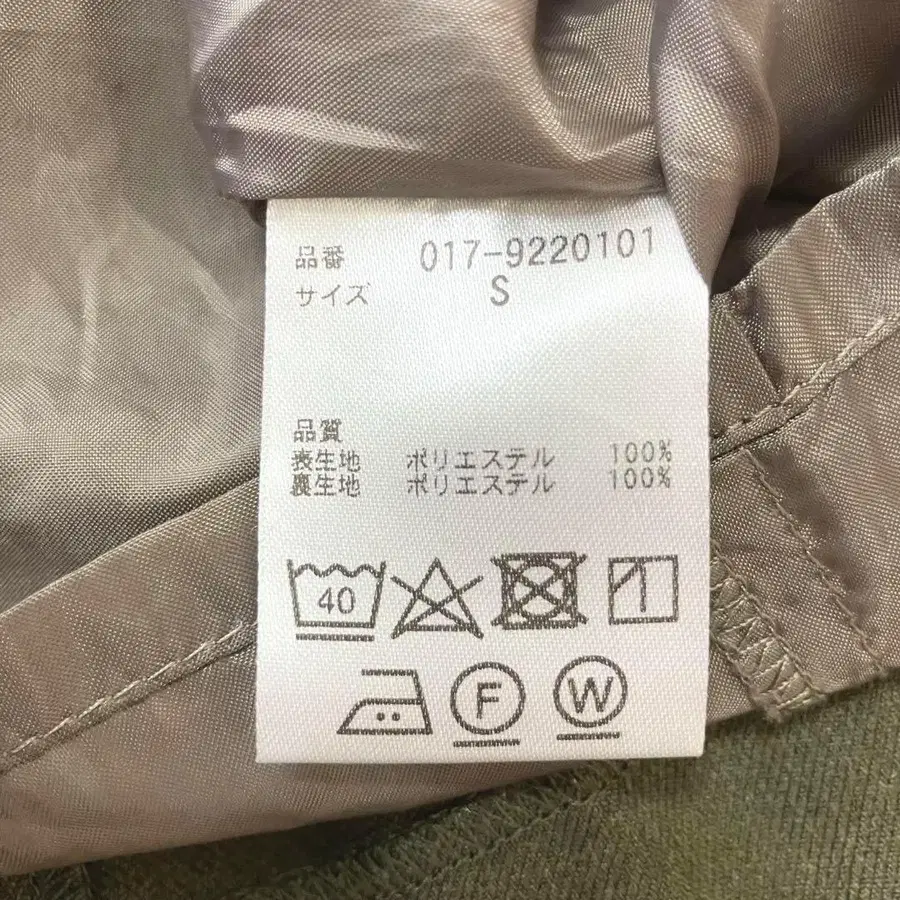 品番 017-9220101
サイズ S
品質
表生地 ポリエステル 100%
裏生地 ポリエステル 100%
40
F W